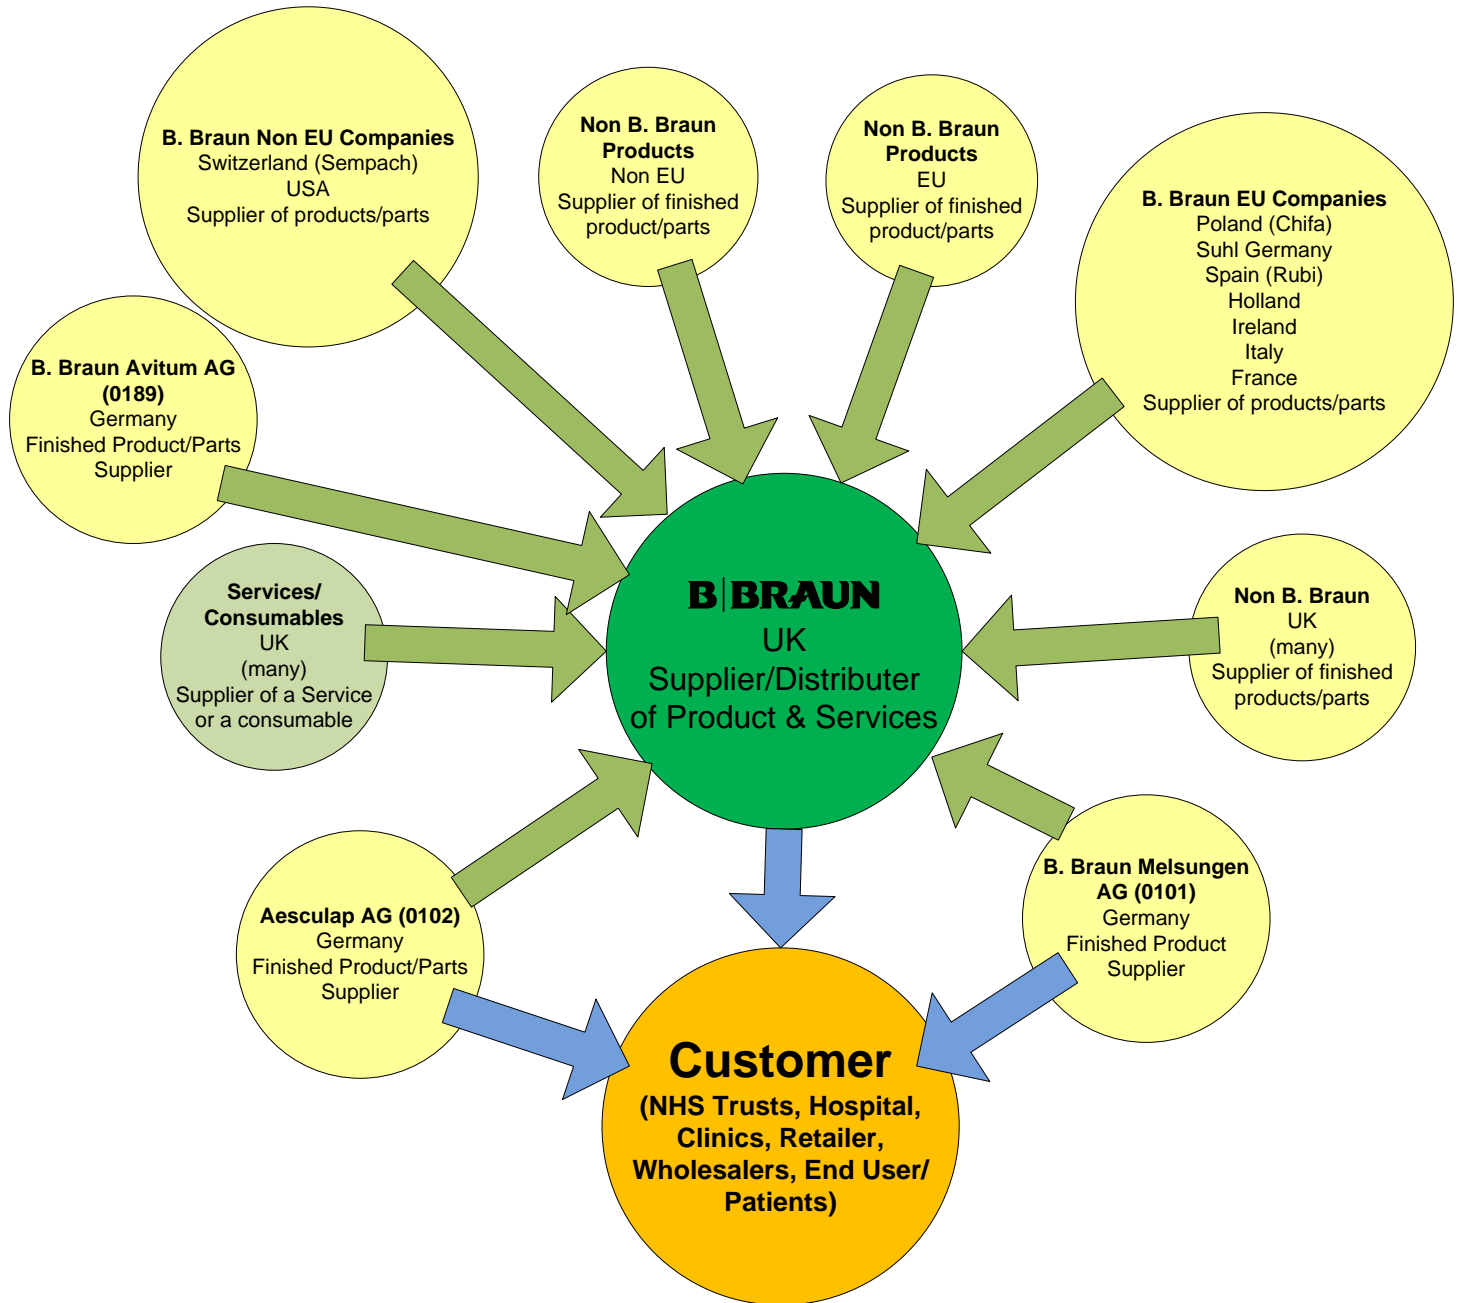 B. Braun Non EU Companies
Switzerland (Sempach)
USA
Supplier of products/parts
Non B. Braun
Products
Non EU
Supplier of finished
product/parts
Non B. Braun
Products
EU
Supplier of finished
product/parts
B. Braun EU Companies
Poland (Chifa)
Suhl Germany
Spain (Rubi)
Holland
Ireland
Italy
France
Supplier of products/parts
B. Braun Avitum AG
(0189)
Germany
Finished Product/Parts
Supplier
Services/
Consumables
UK
(many)
Supplier of a Service
or a consumable
B|BRAUN
UK
Supplier/Distributer
of Product & Services
Non B. Braun
UK
(many)
Supplier of finished
products/parts
Aesculap AG (0102)
Germany
Finished Product/Parts
Supplier
B. Braun Melsungen
AG (0101)
Germany
Finished Product
Supplier
Customer
(NHS Trusts, Hospital,
Clinics, Retailer,
Wholesalers, End User/
Patients)